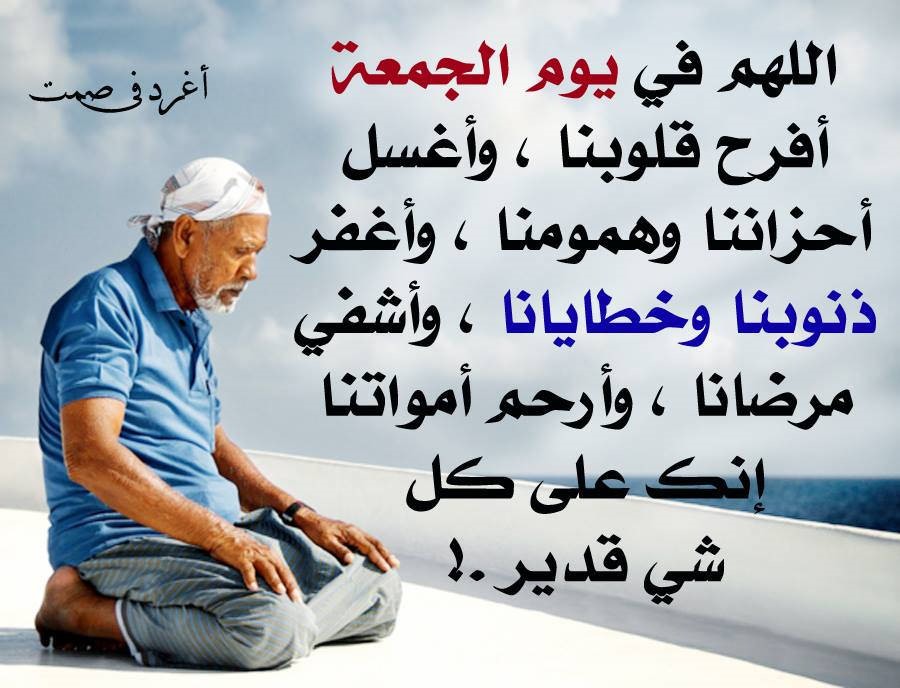 أغرد في صمت
اللهم في يوم الجمعة
أفرح قلوبنا ، وأغسل
أحزاننا وهمومنا ، وأغفر
ذنوبنا وخطايانا ، وأشفي
مرضانا ، وأرحم أمواتنا
إنك على كل
شي قدير .!